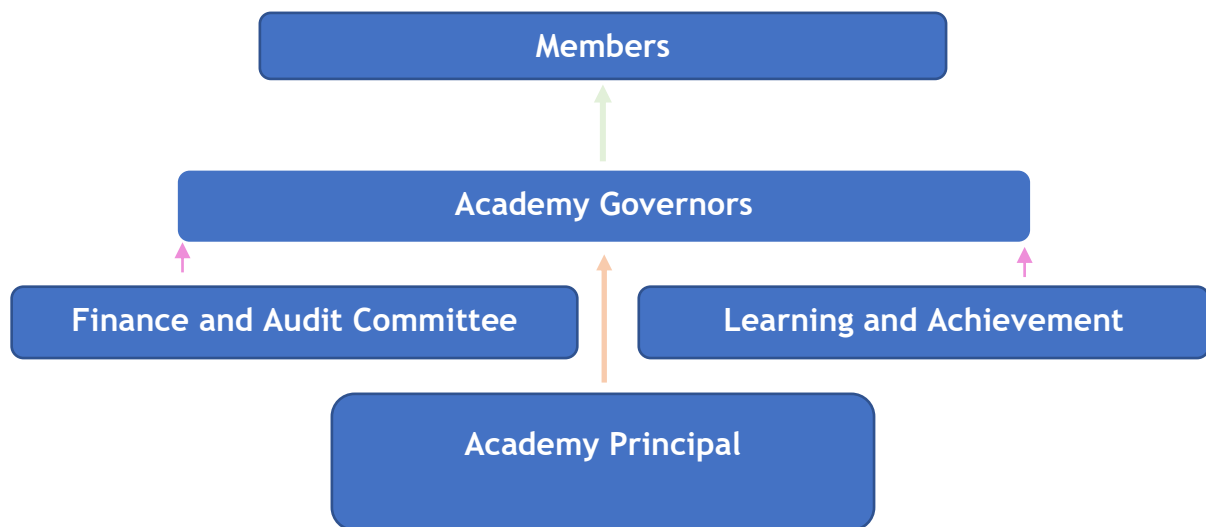 Members
Academy Governors
Finance and Audit Committee
Learning and Achievement
Academy Principal